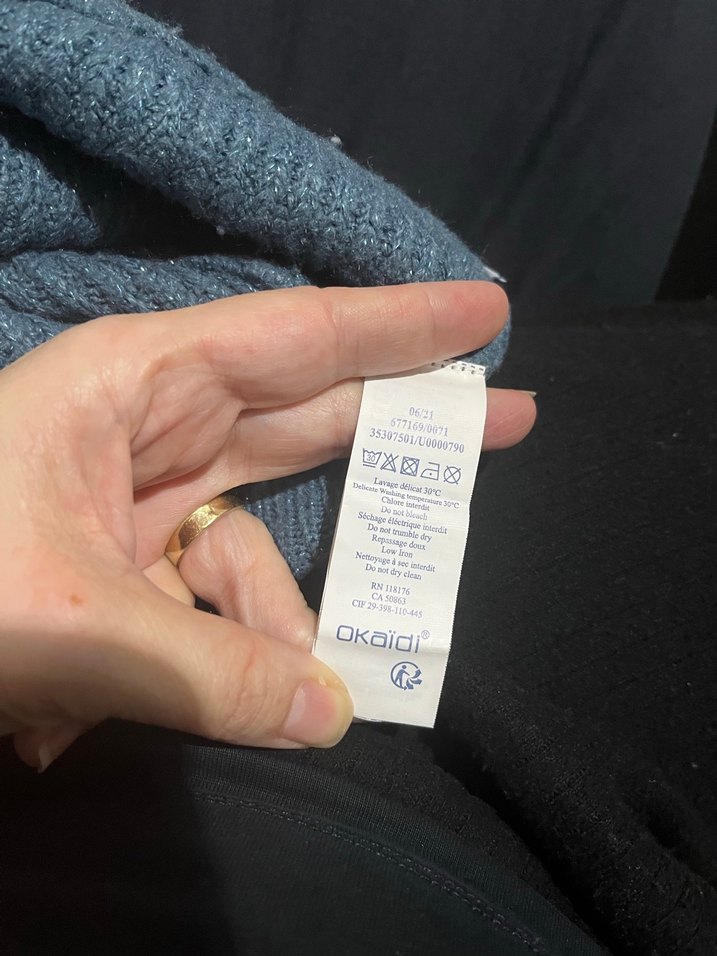 06/21
677169/0071
35307501/U0000790
30
Lavage délicat 30°C
Delicate Washing temperature 30°C
Chlore interdit
Do not bleach
Séchage éléctrique interdit
Do not trumble dry
Repassage doux
Low Iron
Nettoyage à sec interdit
Do not dry clean
RN 118176
CA 50863
CIF 29-398-110-445
OKaïdi®